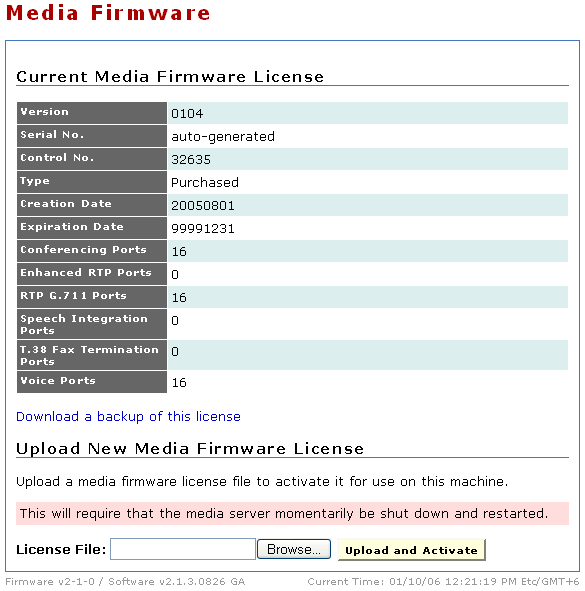 Media Firmware
Current Media Firmware License
Version 0104
Serial No. auto-generated
Control No. 32635
Type Purchased
Creation Date 20050801
Expiration Date 99991231
Conferencing Ports 16
Enhanced RTP Ports 0
RTP G.711 Ports 16
Speech Integration Ports 0
T.38 Fax Termination Ports 0
Voice Ports 16
Download a backup of this license
Upload New Media Firmware License
Upload a media firmware license file to activate it for use on this machine.
This will require that the media server momentarily be shut down and restarted.
License File: Browse... Upload and Activate
Firmware v2-1-0 / Software v2.1.3.0826 GA Current Time: 01/10/06 12:21:19 PM Etc/GMT+6